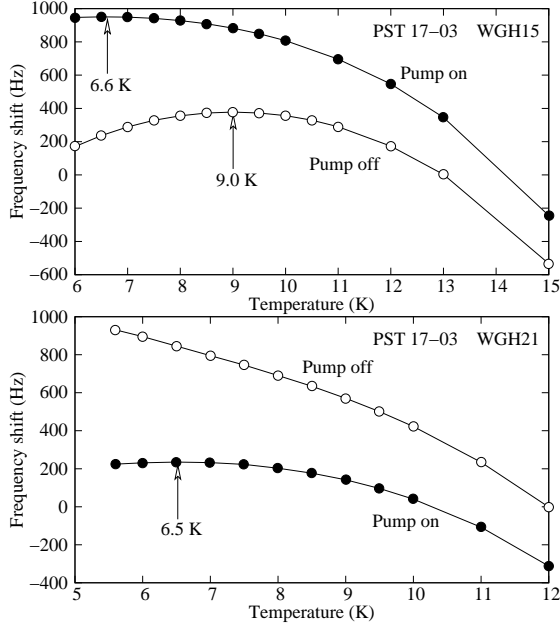 1000
800
600
400
200
0
−200
−400
−600
Frequency shift (Hz)
PST 17−03 WGH15
Pump on
6.6 K
Pump off
9.0 K
6 7 8 9 10 11 12 13 14 15
Temperature (K)
1000
800
600
400
200
0
−200
−400
Frequency shift (Hz)
PST 17−03 WGH21
Pump off
6.5 K
Pump on
5 6 7 8 9 10 11 12
Temperature (K)